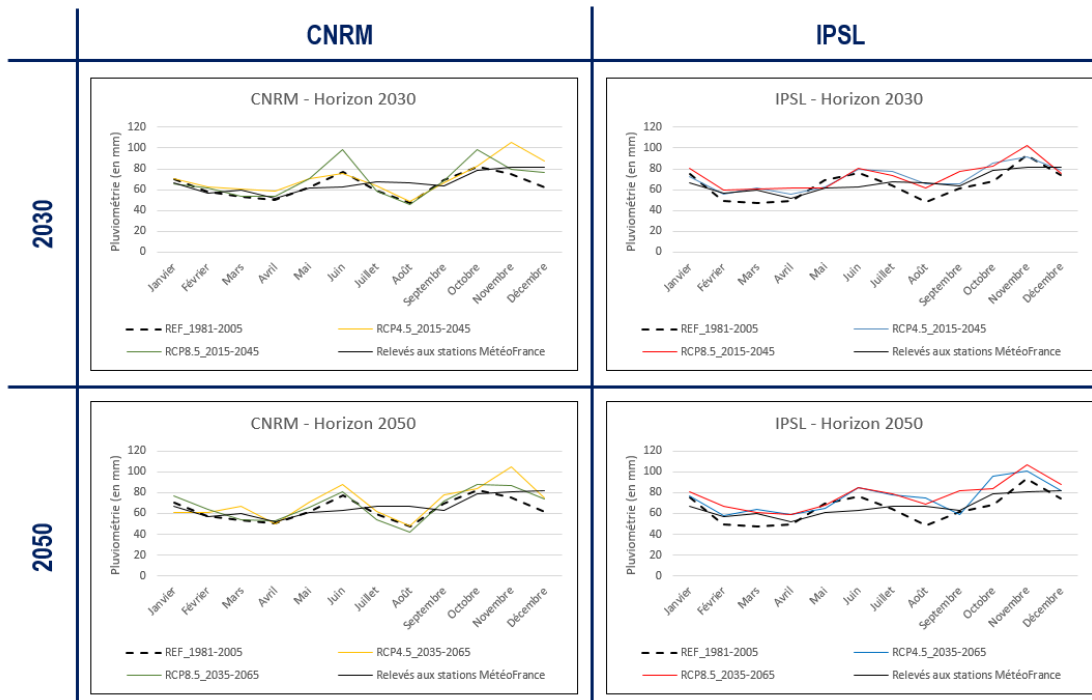 CNRM
IPSL
2030
CNRM - Horizon 2030
Pluviométrie (en mm)
120
100
80
60
40
20
0
Janvier
Février
Mars
Avril
Mai
Juin
Juillet
Août
Septembre
Octobre
Novembre
Décembre
REF_1981-2005
RCP4.5_2015-2045
RCP8.5_2015-2045
Relevés aux stations MétéoFrance
IPSL - Horizon 2030
Pluviométrie (en mm)
120
100
80
60
40
20
0
Janvier
Février
Mars
Avril
Mai
Juin
Juillet
Août
Septembre
Octobre
Novembre
Décembre
REF_1981-2005
RCP4.5_2015-2045
RCP8.5_2015-2045
Relevés aux stations MétéoFrance
2050
CNRM - Horizon 2050
Pluviométrie (en mm)
120
100
80
60
40
20
0
Janvier
Février
Mars
Avril
Mai
Juin
Juillet
Août
Septembre
Octobre
Novembre
Décembre
REF_1981-2005
RCP4.5_2035-2065
RCP8.5_2035-2065
Relevés aux stations MétéoFrance
IPSL - Horizon 2050
Pluviométrie (en mm)
120
100
80
60
40
20
0
Janvier
Février
Mars
Avril
Mai
Juin
Juillet
Août
Septembre
Octobre
Novembre
Décembre
REF_1981-2005
RCP4.5_2035-2065
RCP8.5_2035-2065
Relevés aux stations MétéoFrance